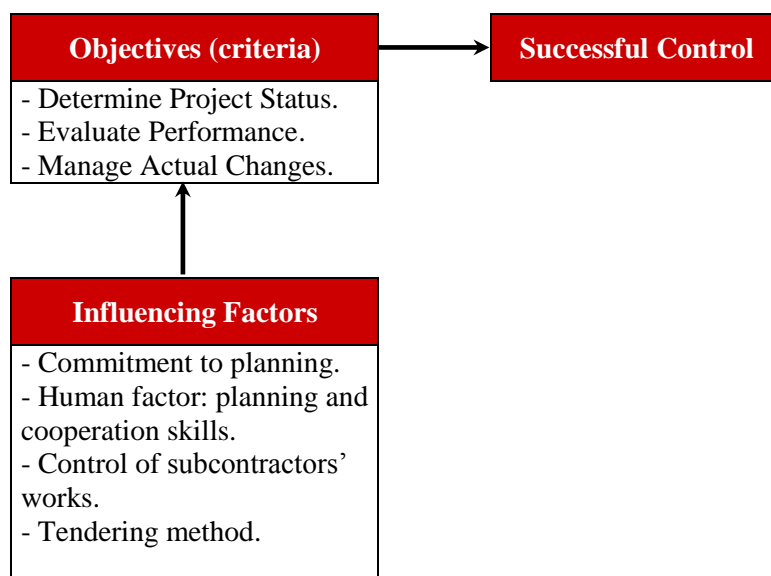 Objectives (criteria)
Successful Control
- Determine Project Status.
- Evaluate Performance.
- Manage Actual Changes.
Influencing Factors
- Commitment to planning.
- Human factor: planning and
cooperation skills.
- Control of subcontractors’
works.
- Tendering method.